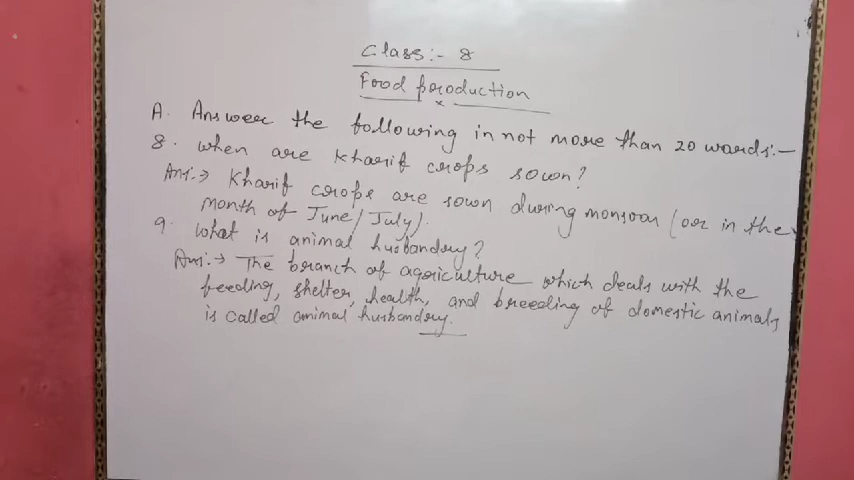 Class:- 8
Food production
x
A. Answer the following in not more than 20 wards:-
8. when are kharif crops sown?
Ans:-> Kharif crops are sown during monsoon (or in the
month of June/July).
9. What is animal husbandry?
Ans:-> The branch of agriculture which deals with the
feeding, shelter, health, and breeding of domestic animals
is called animal husbandry.